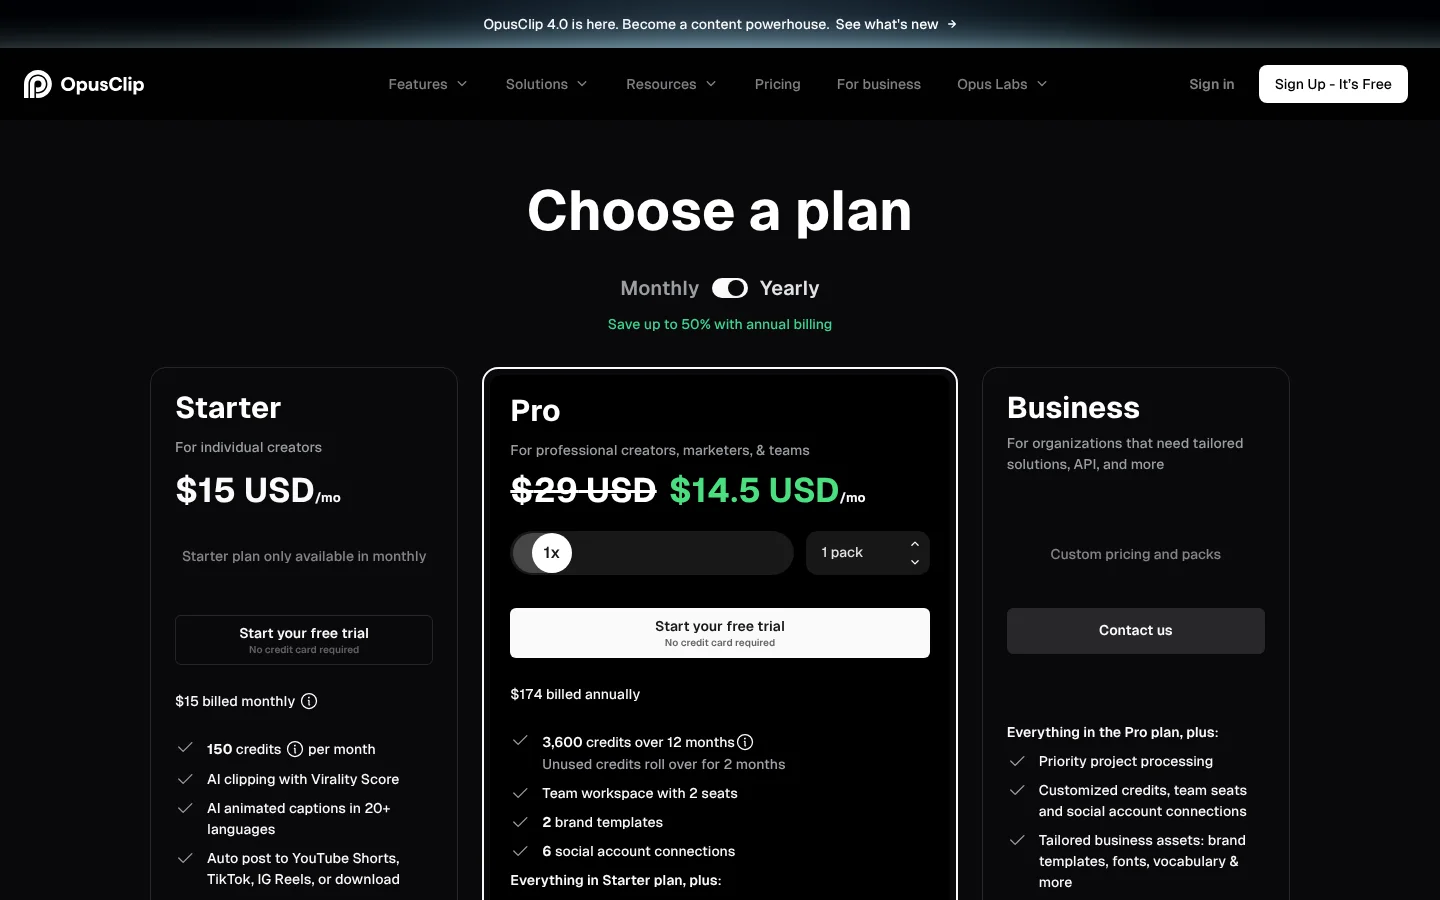 OpusClip 4.0 is here. Become a content powerhouse. See what's new →
OpusClip
Features
Solutions
Resources
Pricing
For business
Opus Labs
Sign in
Sign Up - It's Free
Choose a plan
Monthly
Yearly
Save up to 50% with annual billing
Starter
For individual creators
$15 USD/mo
Starter plan only available in monthly
Start your free trial
No credit card required
$15 billed monthly
150 credits per month
AI clipping with Virality Score
AI animated captions in 20+
languages
Auto post to YouTube Shorts,
TikTok, IG Reels, or download
Pro
For professional creators, marketers, & teams
$29 USD $14.5 USD/mo
1x
1 pack
Start your free trial
No credit card required
$174 billed annually
3,600 credits over 12 months
Unused credits roll over for 2 months
Team workspace with 2 seats
2 brand templates
6 social account connections
Everything in Starter plan, plus:
Business
For organizations that need tailored
solutions, API, and more
Custom pricing and packs
Contact us
Everything in the Pro plan, plus:
Priority project processing
Customized credits, team seats
and social account connections
Tailored business assets: brand
templates, fonts, vocabulary &
more